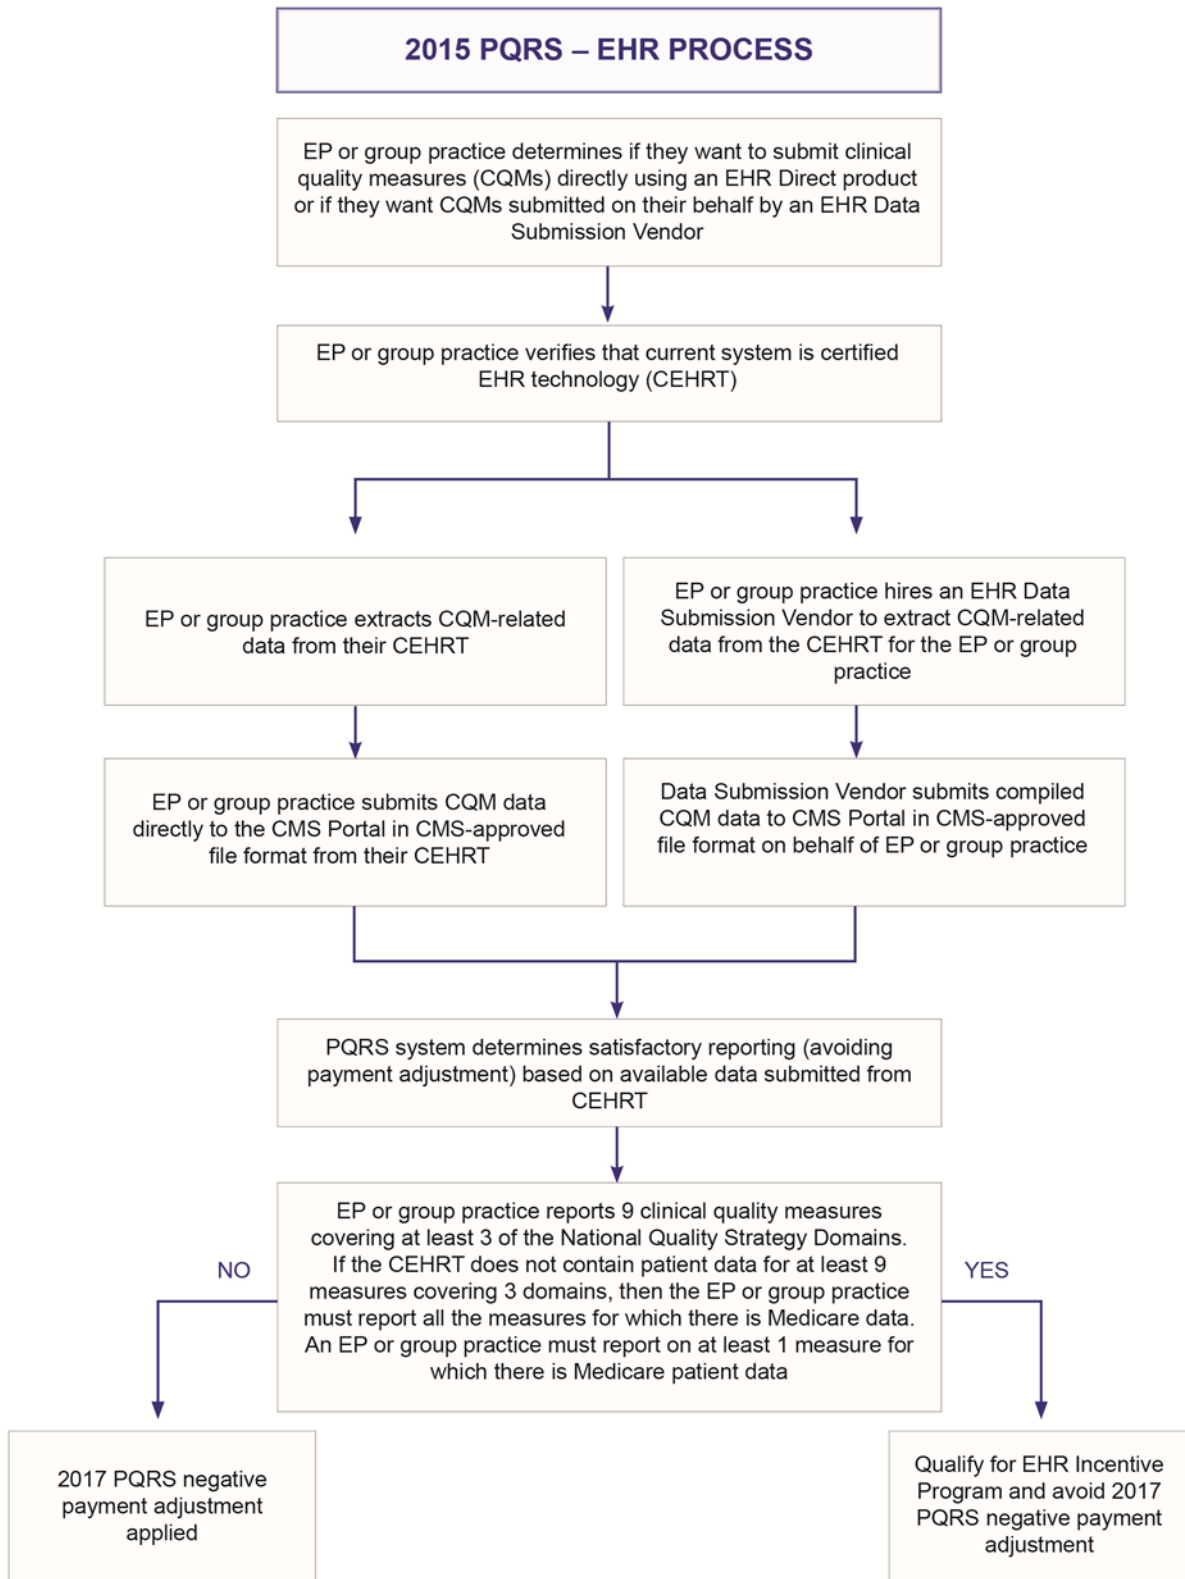 2015 PQRS – EHR PROCESS
EP or group practice determines if they want to submit clinical
quality measures (CQMs) directly using an EHR Direct product
or if they want CQMs submitted on their behalf by an EHR Data
Submission Vendor
EP or group practice verifies that current system is certified
EHR technology (CEHRT)
EP or group practice extracts CQM-related
data from their CEHRT
EP or group practice hires an EHR Data
Submission Vendor to extract CQM-related
data from the CEHRT for the EP or group
practice
EP or group practice submits CQM data
directly to the CMS Portal in CMS-approved
file format from their CEHRT
Data Submission Vendor submits compiled
CQM data to CMS Portal in CMS-approved
file format on behalf of EP or group practice
PQRS system determines satisfactory reporting (avoiding
payment adjustment) based on available data submitted from
CEHRT
EP or group practice reports 9 clinical quality measures
covering at least 3 of the National Quality Strategy Domains.
If the CEHRT does not contain patient data for at least 9
measures covering 3 domains, then the EP or group practice
must report all the measures for which there is Medicare data.
An EP or group practice must report on at least 1 measure for
which there is Medicare patient data
NO
YES
2017 PQRS negative
payment adjustment
applied
Qualify for EHR Incentive
Program and avoid 2017
PQRS negative payment
adjustment